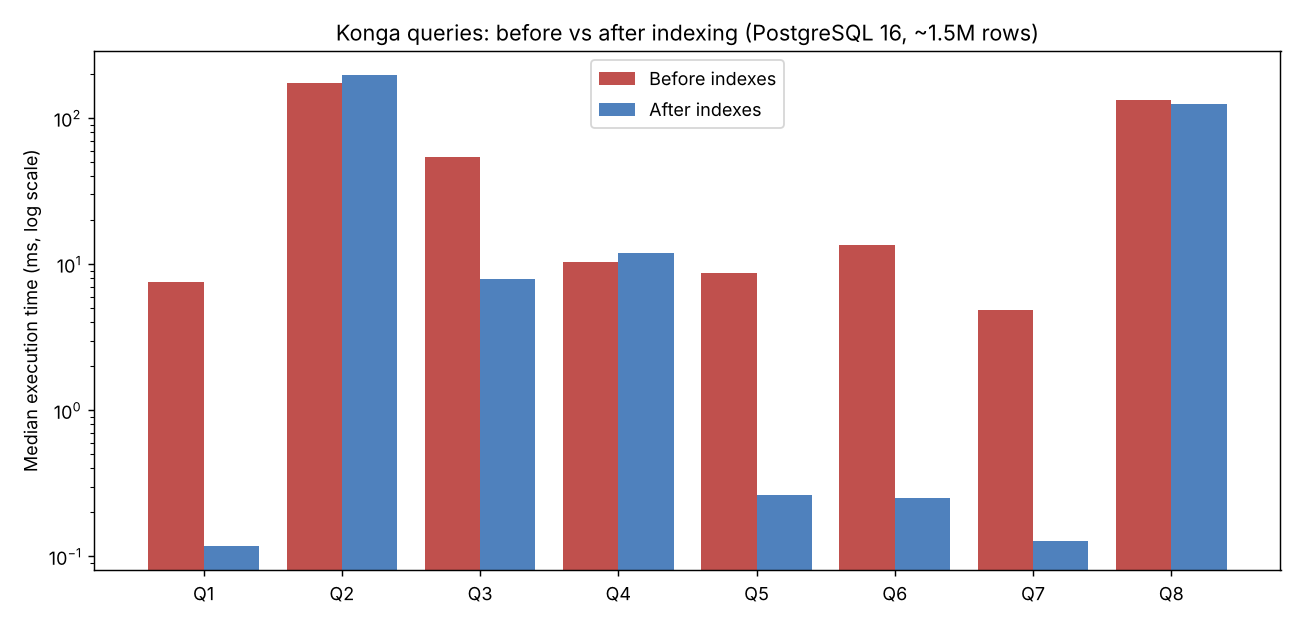 Konga queries: before vs after indexing (PostgreSQL 16, ~1.5M rows)
Before indexes
After indexes
Median execution time (ms, log scale)
10²
10¹
10⁰
10⁻¹
Q1 Q2 Q3 Q4 Q5 Q6 Q7 Q8